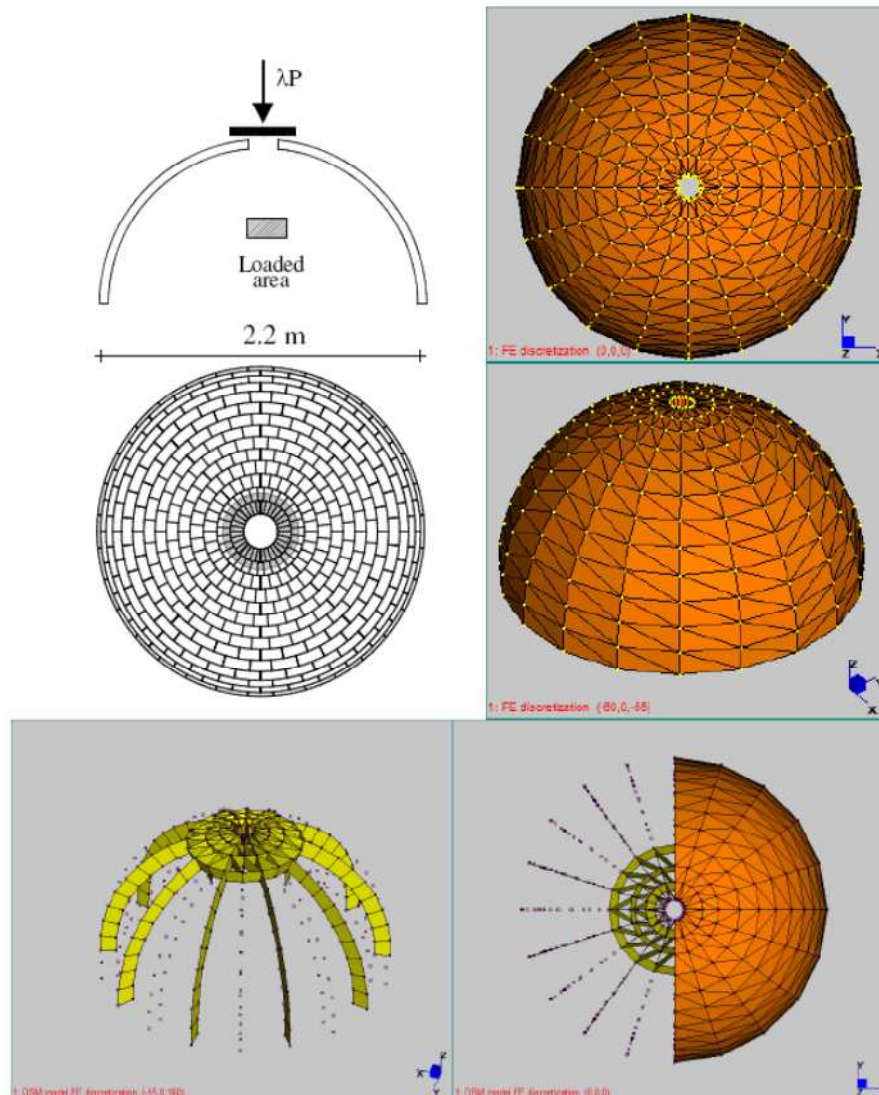 λP
Loaded
area
2.2 m
Y
Z
X
1: FE discretization (0,0,0)
Z
Y
X
1: FE discretization (-60,0,-55)
Z
X
Y
Y